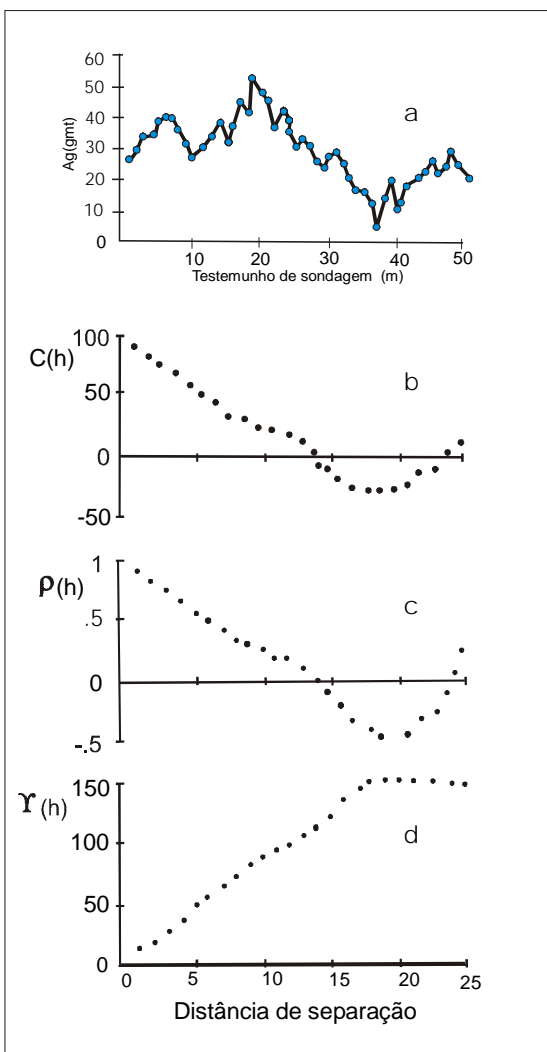 60
50
40
30
20
10
0
Ag(gmt)
a
10 20 30 40 50
Testemunho de sondagem (m)
100
50
0
-50
C(h)
b
1
.5
0
-.5
ρ(h)
c
150
100
50
0
ϒ(h)
d
0 5 10 15 20 25
Distância de separação